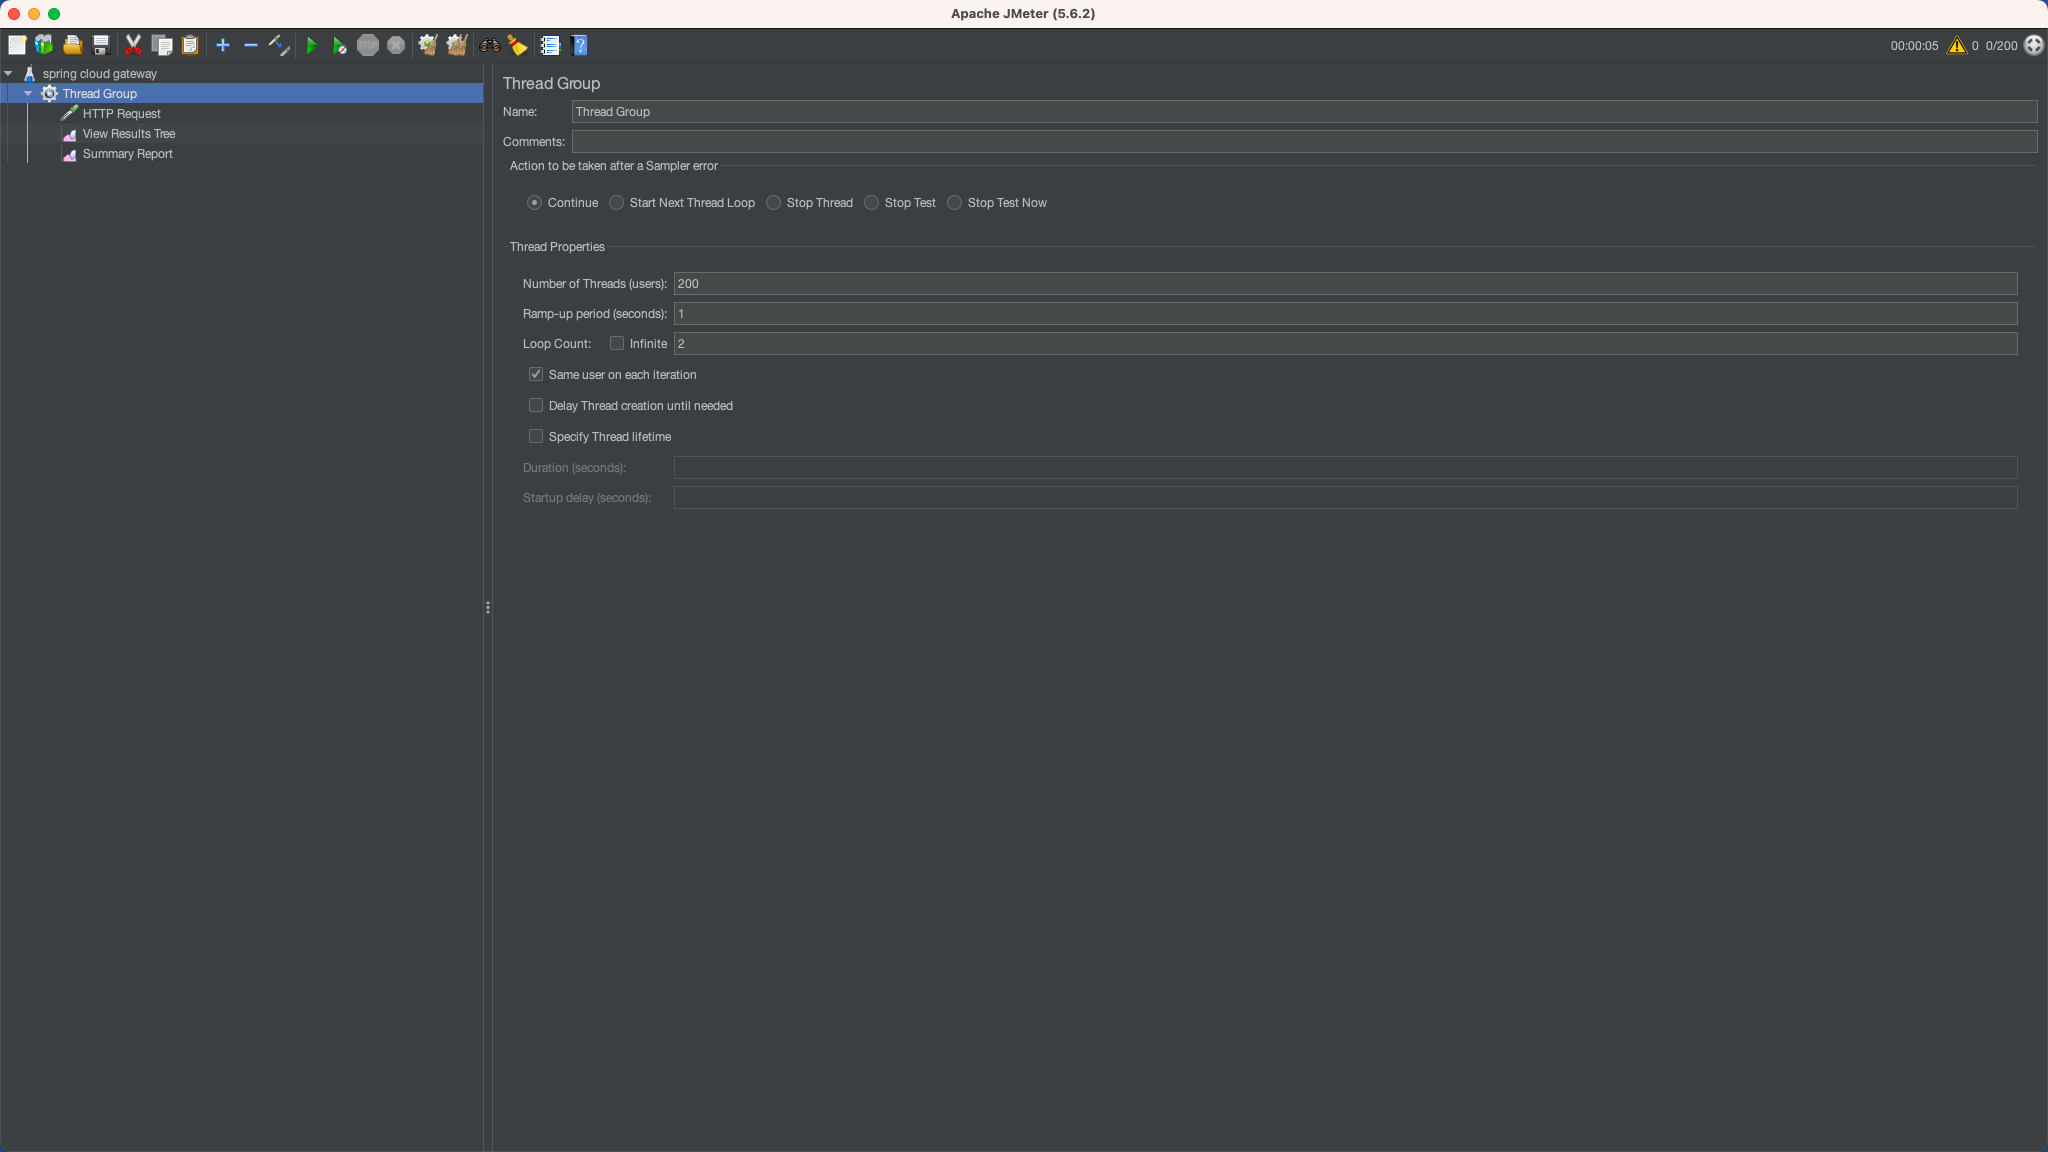 Apache JMeter (5.6.2)
00:00:05 0 0/200
spring cloud gateway
Thread Group
HTTP Request
View Results Tree
Summary Report
Thread Group
Name: Thread Group
Comments:
Action to be taken after a Sampler error
Continue Start Next Thread Loop Stop Thread Stop Test Stop Test Now
Thread Properties
Number of Threads (users): 200
Ramp-up period (seconds): 1
Loop Count: Infinite 2
Same user on each iteration
Delay Thread creation until needed
Specify Thread lifetime
Duration (seconds):
Startup delay (seconds):